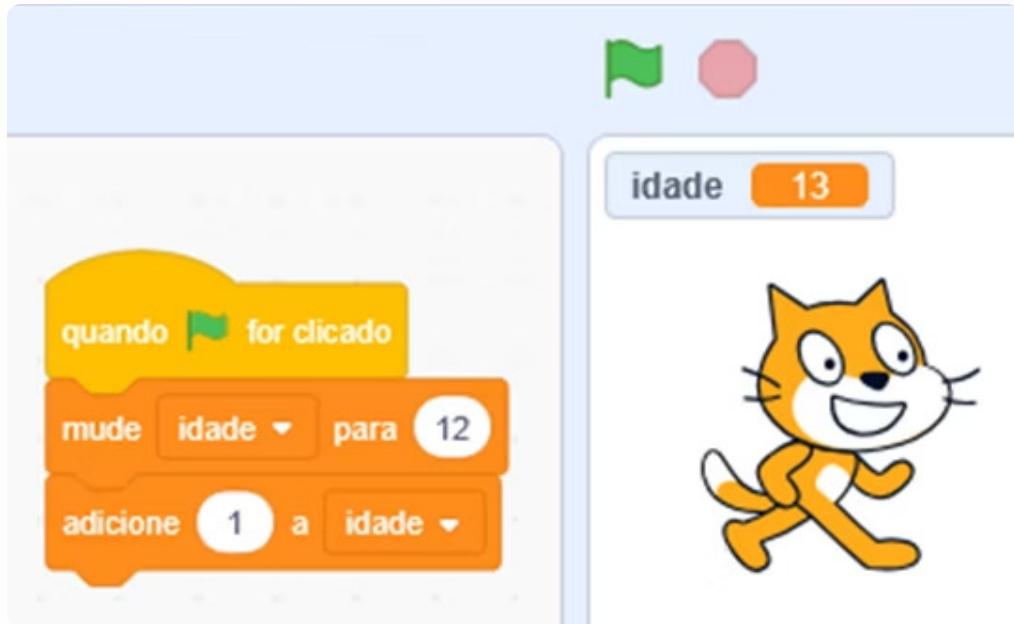 idade 13
quando for clicado
mude idade para 12
adicione 1 a idade